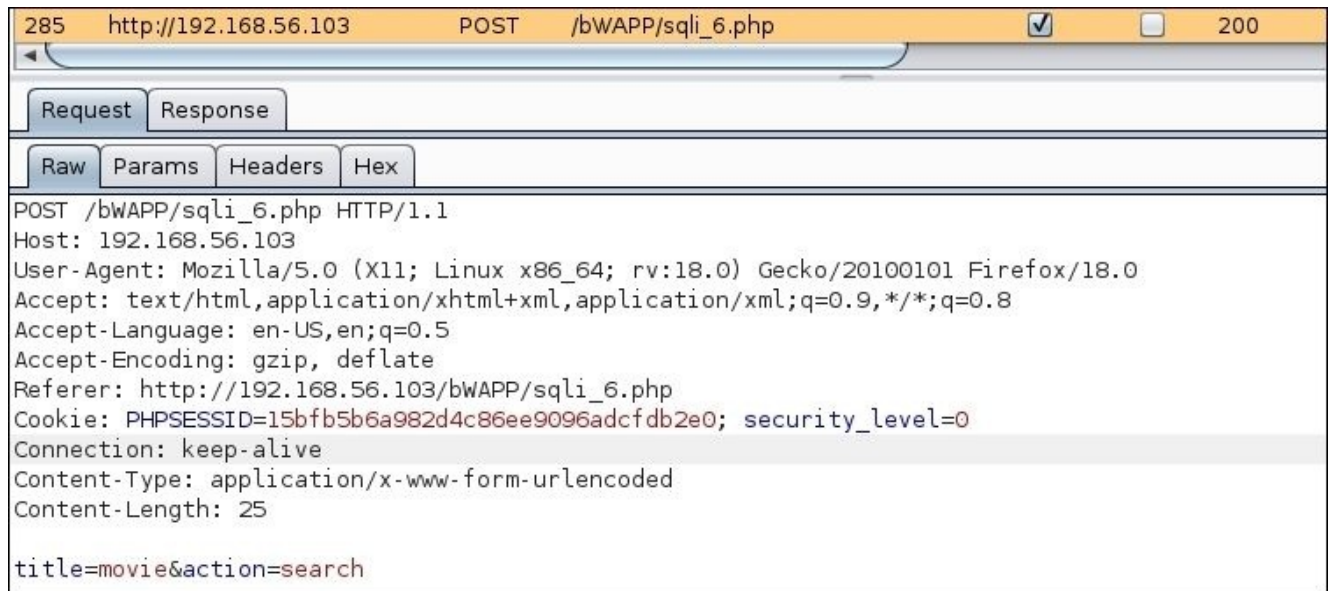 285 http://192.168.56.103 POST /bWAPP/sqli_6.php 200
Request Response
Raw Params Headers Hex
POST /bWAPP/sqli_6.php HTTP/1.1
Host: 192.168.56.103
User-Agent: Mozilla/5.0 (X11; Linux x86_64; rv:18.0) Gecko/20100101 Firefox/18.0
Accept: text/html,application/xhtml+xml,application/xml;q=0.9,*/*;q=0.8
Accept-Language: en-US,en;q=0.5
Accept-Encoding: gzip, deflate
Referer: http://192.168.56.103/bWAPP/sqli_6.php
Cookie: PHPSESSID=15bfb5b6a982d4c86ee9096adcfdb2e0; security_level=0
Connection: keep-alive
Content-Type: application/x-www-form-urlencoded
Content-Length: 25
title=movie&action=search